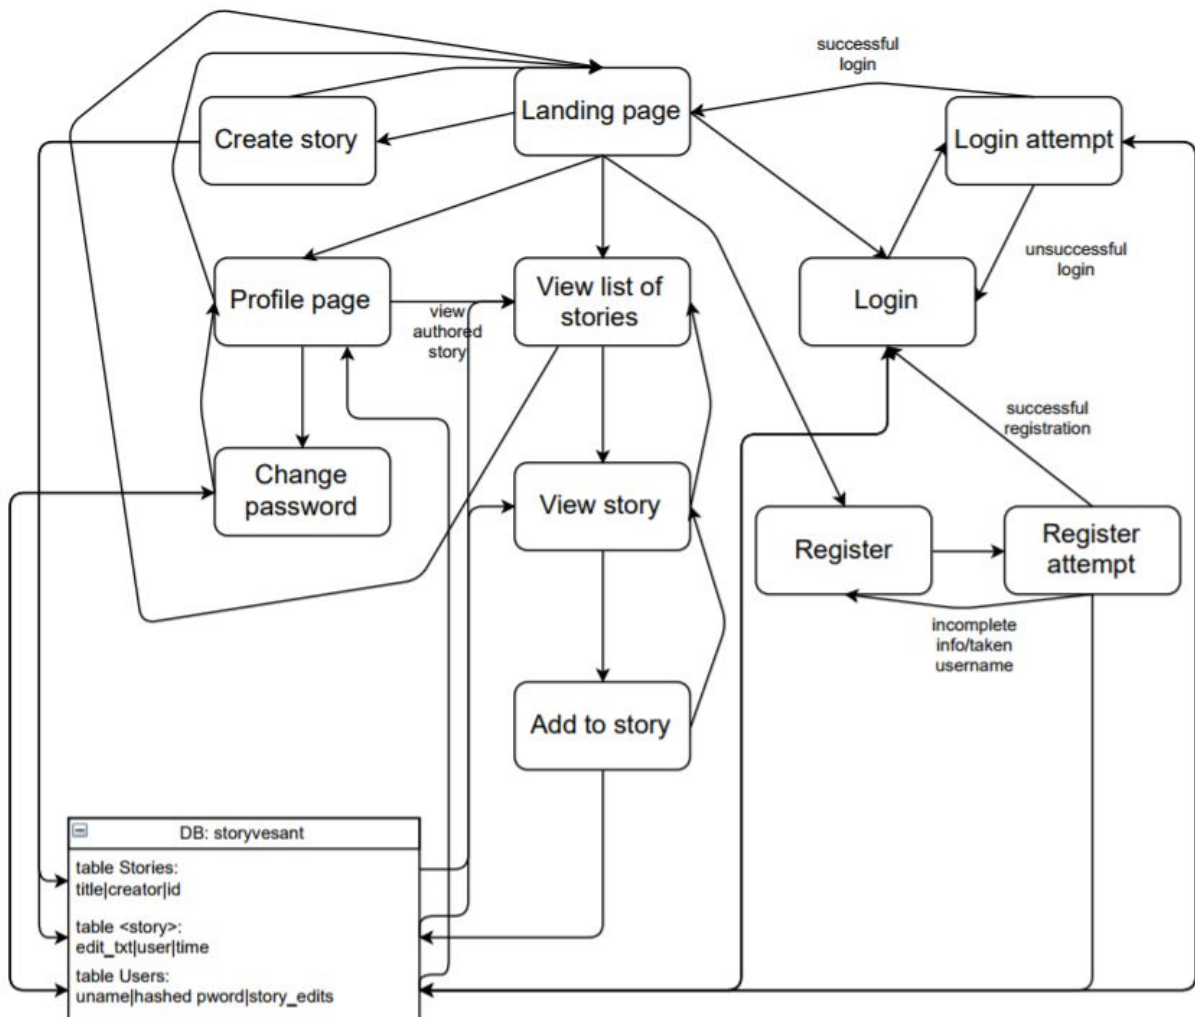 successful
login
Landing page
Create story
Login attempt
unsuccessful
login
Profile page
view
authored
story
View list of
stories
Login
successful
registration
Change
password
View story
Register
Register
attempt
incomplete
info/taken
username
Add to story
DB: storyvesant
table Stories:
title|creator|id
table <story>:
edit_txt|user|time
table Users:
uname|hashed pword|story_edits